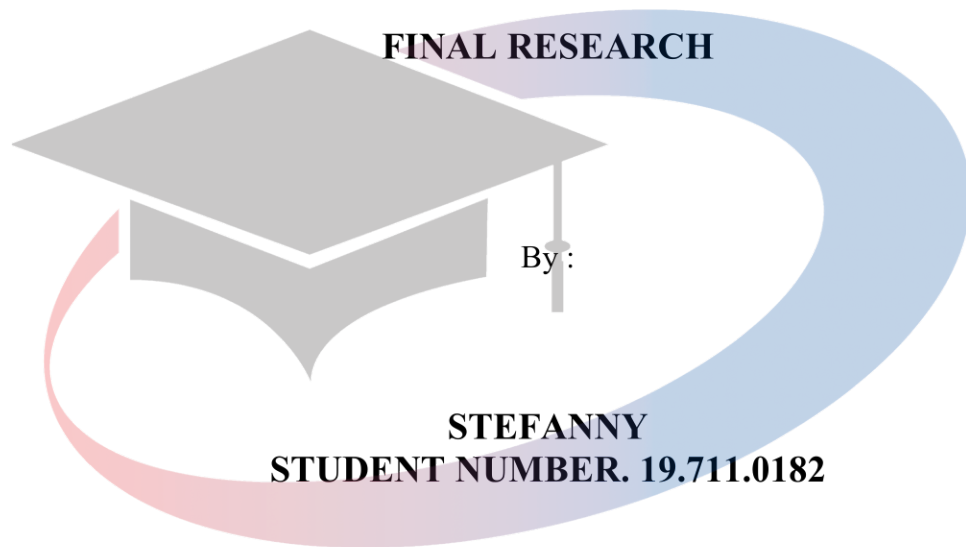 FINAL RESEARCH
By :
STEFANNY
STUDENT NUMBER. 19.711.0182